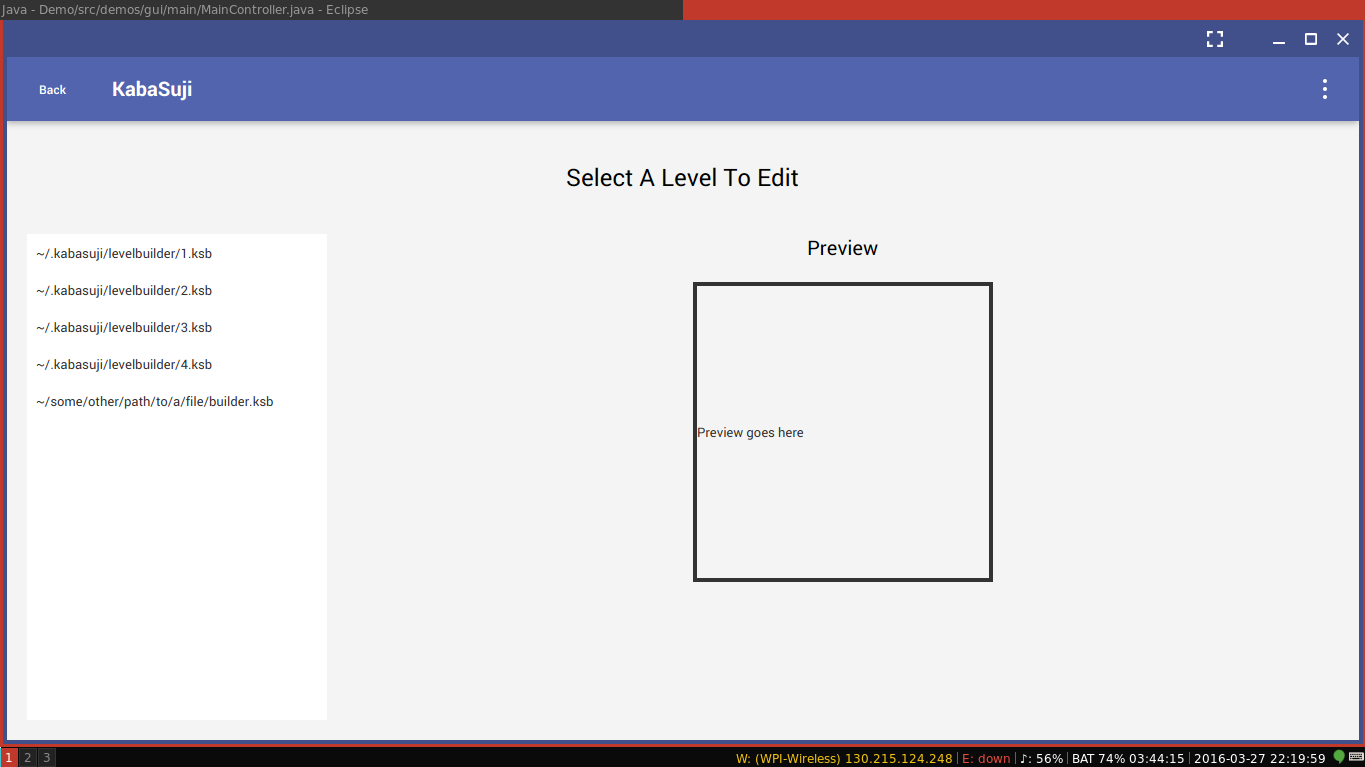 Java - Demo/src/demos/gui/main/MainController.java - Eclipse
Back KabaSuji
Select A Level To Edit
~/.kabasuji/levelbuilder/1.ksb
~/.kabasuji/levelbuilder/2.ksb
~/.kabasuji/levelbuilder/3.ksb
~/.kabasuji/levelbuilder/4.ksb
~/some/other/path/to/a/file/builder.ksb
Preview
Preview goes here
1 2 3 W: (WPI-Wireless) 130.215.124.248 | E: down | ♪: 56% | BAT 74% 03:44:15 | 2016-03-27 22:19:59